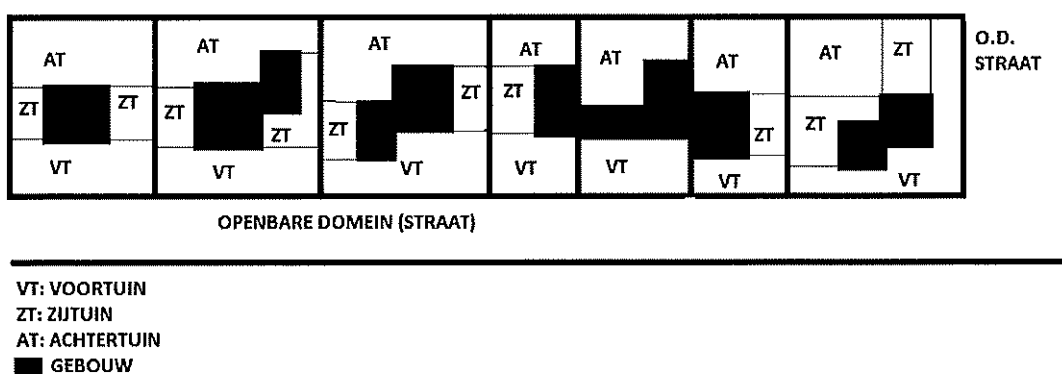 AT
AT
AT
AT
AT
AT
AT
ZT
O.D.
STRAAT
ZT
ZT
ZT
ZT
ZT
ZT
ZT
ZT
ZT
ZT
VT
VT
VT
VT
VT
VT
VT
OPENBARE DOMEIN (STRAAT)
VT: VOORTUIN
ZT: ZIJTUIN
AT: ACHTERTUIN
GEBOUW